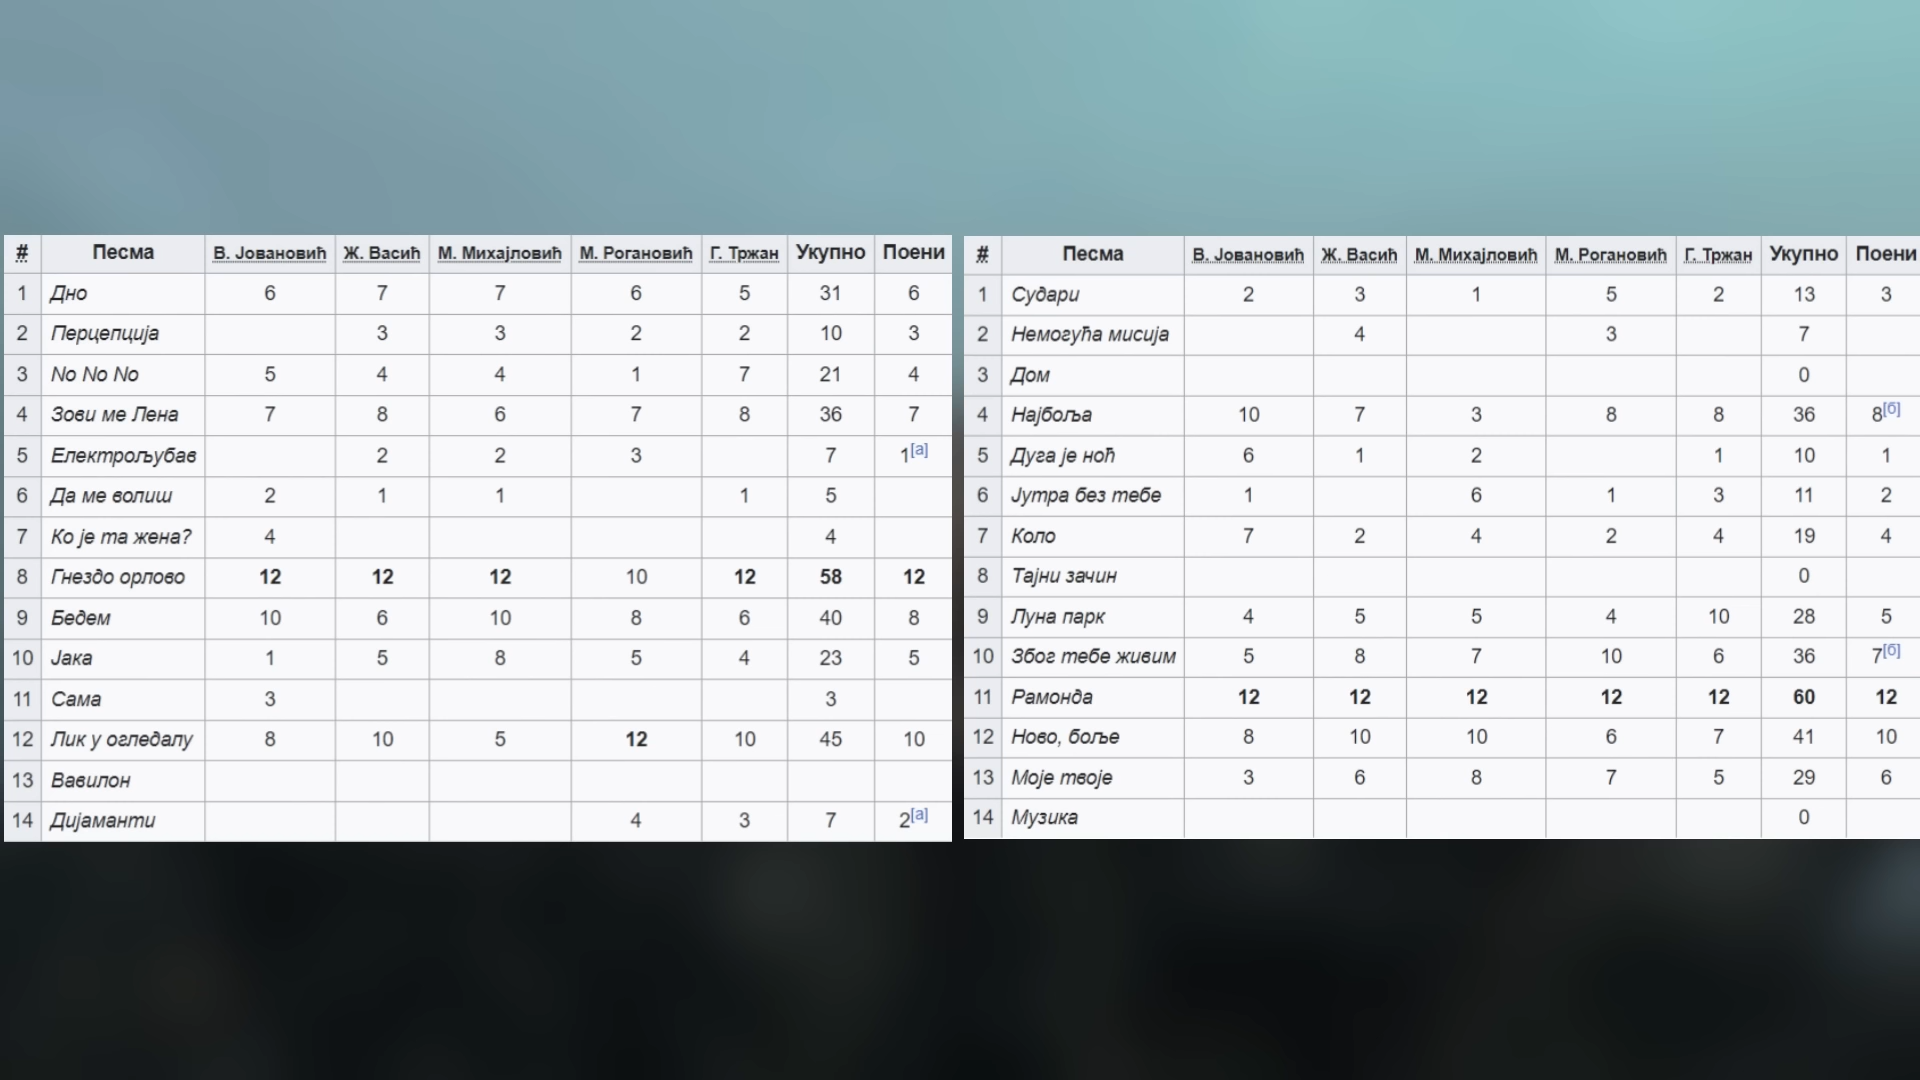 # Песма В. Јовановић Ж. Васић М. Михајловић М. Рогановић Г. Тржан Укупно Поени
1 Дно 6 7 7 6 5 31 6
2 Перцепција 3 3 2 2 10 3
3 No No No 5 4 4 1 7 21 4
4 Зови ме Лена 7 8 6 7 8 36 7
5 Електрољубав 2 2 3 7 1[а]
6 Да ме волиш 2 1 1 1 5
7 Ко је та жена? 4 4
8 Гнездо орлово 12 12 12 10 12 58 12
9 Бедем 10 6 10 8 6 40 8
10 Јака 1 5 8 5 4 23 5
11 Сама 3 3
12 Лик у огледалу 8 10 5 12 10 45 10
13 Вавилон
14 Дијаманти 4 3 7 2[а]
# Песма В. Јовановић Ж. Васић М. Михајловић М. Рогановић Г. Тржан Укупно Поени
1 Судари 2 3 1 5 2 13 3
2 Немогућа мисија 4 3 7
3 Дом 0
4 Најбоља 10 7 3 8 8 36 8[б]
5 Дуга је ноћ 6 1 2 1 10 1
6 Јутра без тебе 1 6 1 3 11 2
7 Коло 7 2 4 2 4 19 4
8 Тајни зачин 0
9 Луна парк 4 5 5 4 10 28 5
10 Због тебе живим 5 8 7 10 6 36 7[б]
11 Рамонда 12 12 12 12 12 60 12
12 Ново, боље 8 10 10 6 7 41 10
13 Моје твоје 3 6 8 7 5 29 6
14 Музика 0